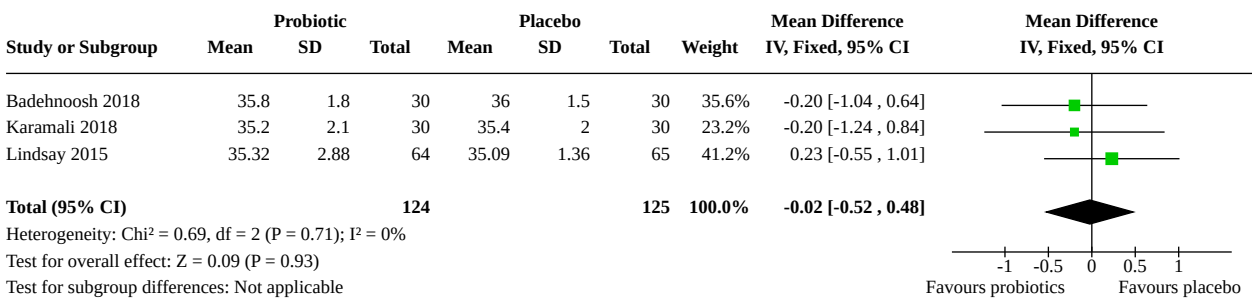 Probiotic Placebo Mean Difference Mean Difference
Study or Subgroup Mean SD Total Mean SD Total Weight IV, Fixed, 95% CI IV, Fixed, 95% CI
Badehnoosh 2018 35.8 1.8 30 36 1.5 30 35.6% -0.20 [-1.04 , 0.64]
Karamali 2018 35.2 2.1 30 35.4 2 30 23.2% -0.20 [-1.24 , 0.84]
Lindsay 2015 35.32 2.88 64 35.09 1.36 65 41.2% 0.23 [-0.55 , 1.01]
Total (95% CI) 124 125 100.0% -0.02 [-0.52 , 0.48]
Heterogeneity: Chi² = 0.69, df = 2 (P = 0.71); I² = 0%
Test for overall effect: Z = 0.09 (P = 0.93) -1 -0.5 0 0.5 1
Test for subgroup differences: Not applicable Favours probiotics Favours placebo